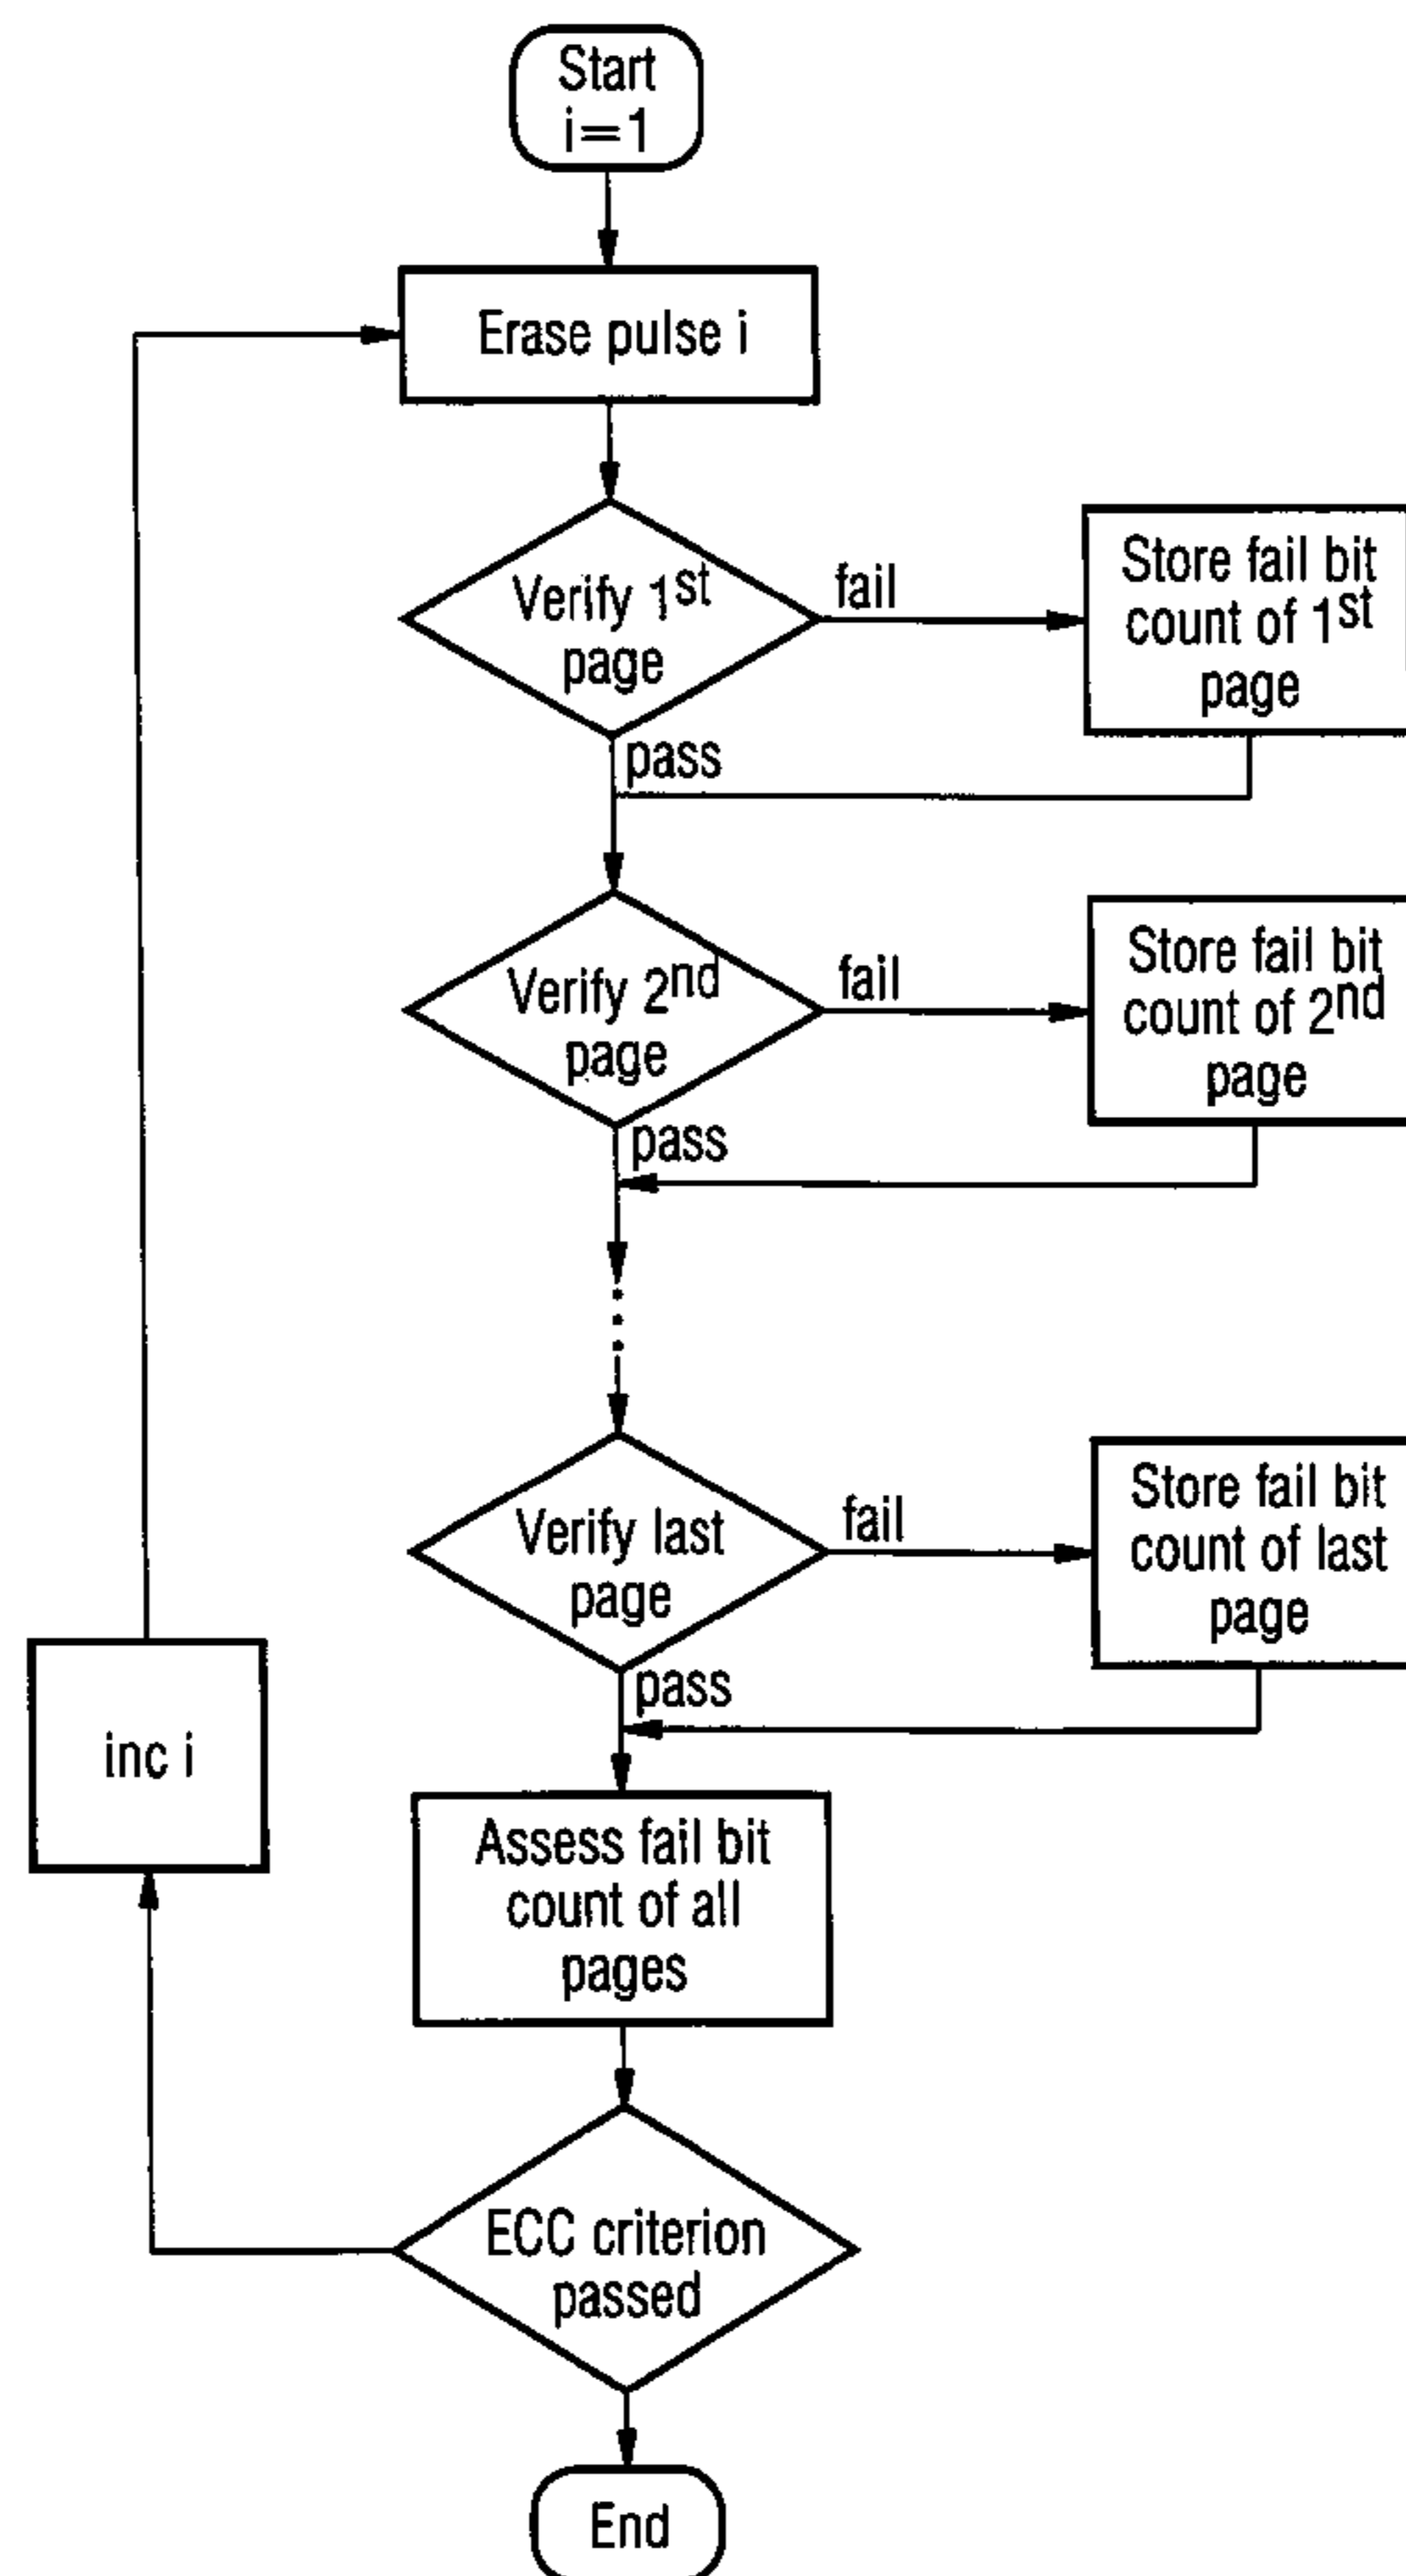 Start
i=1
Erase pulse i
Verify 1st
page
fail
Store fail bit
count of 1st
page
pass
Verify 2nd
page
fail
Store fail bit
count of 2nd
page
pass
Verify last
page
fail
Store fail bit
count of last
page
pass
inc i
Assess fail bit
count of all
pages
ECC criterion
passed
End